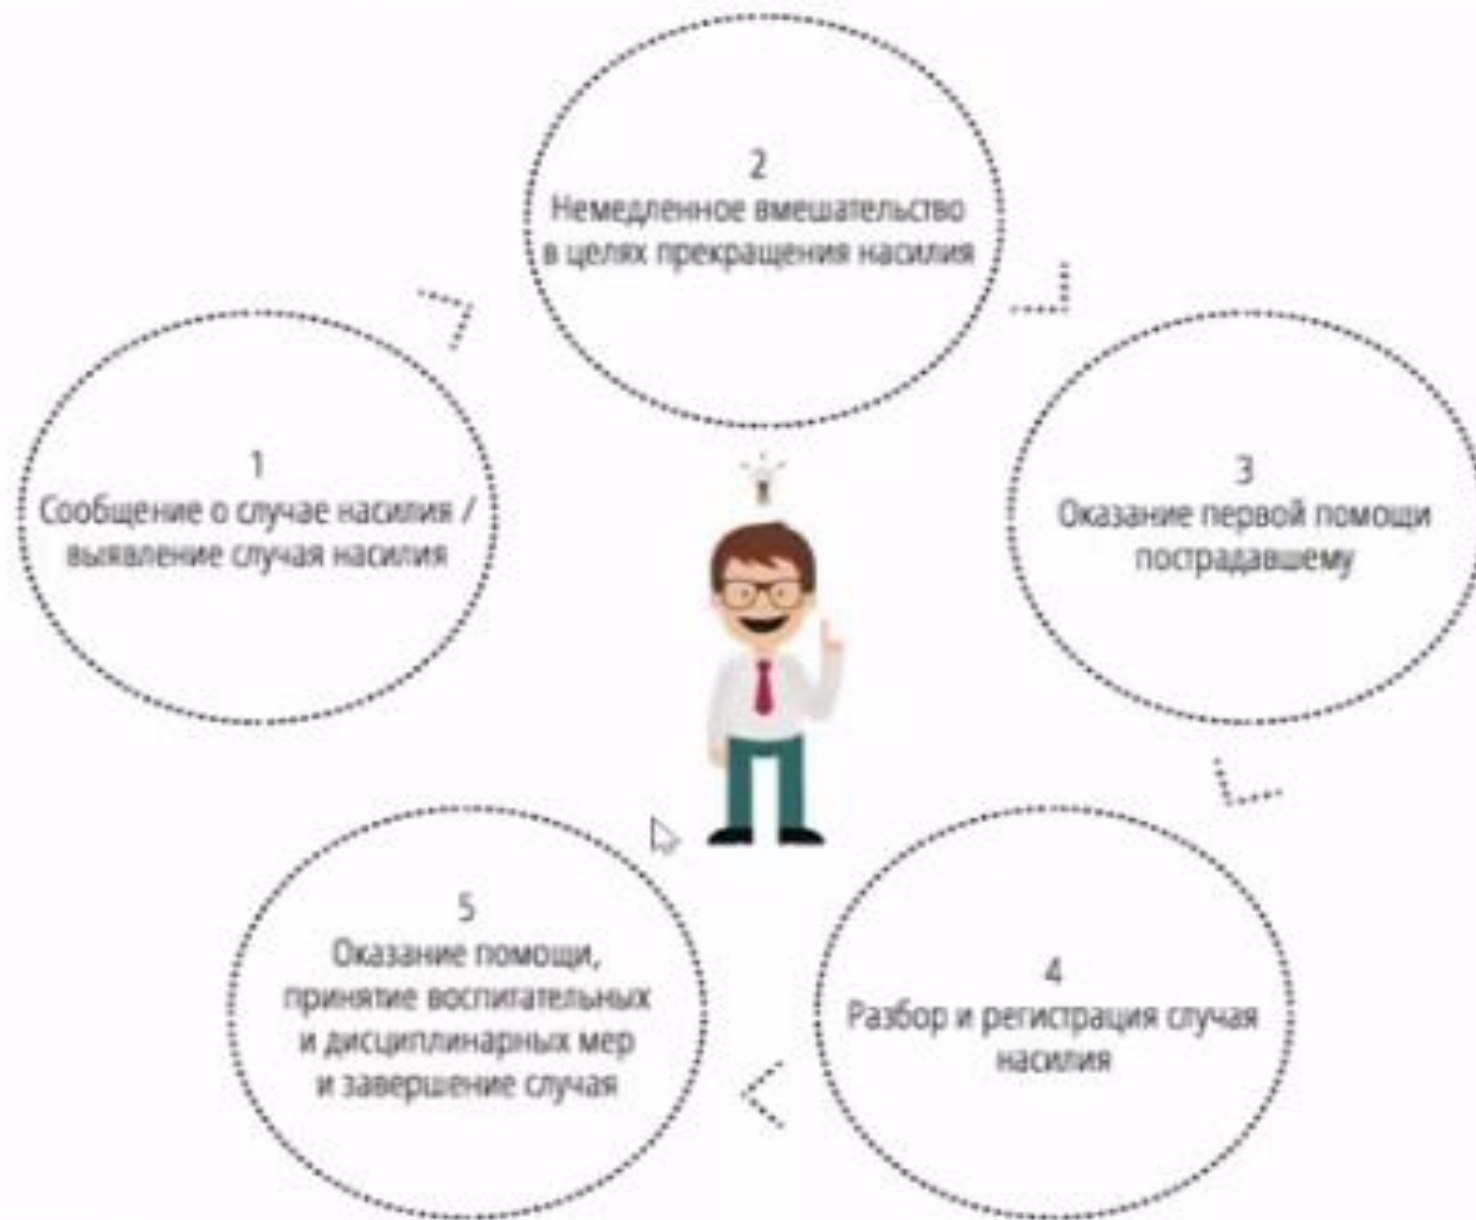 1
Сообщение о случае насилия /
выявление случая насилия
2
Немедленное вмешательство
в целях прекращения насилия
3
Оказание первой помощи
пострадавшему
4
Разбор и регистрация случая
насилия
5
Оказание помощи,
принятие воспитательных
и дисциплинарных мер
и завершение случая